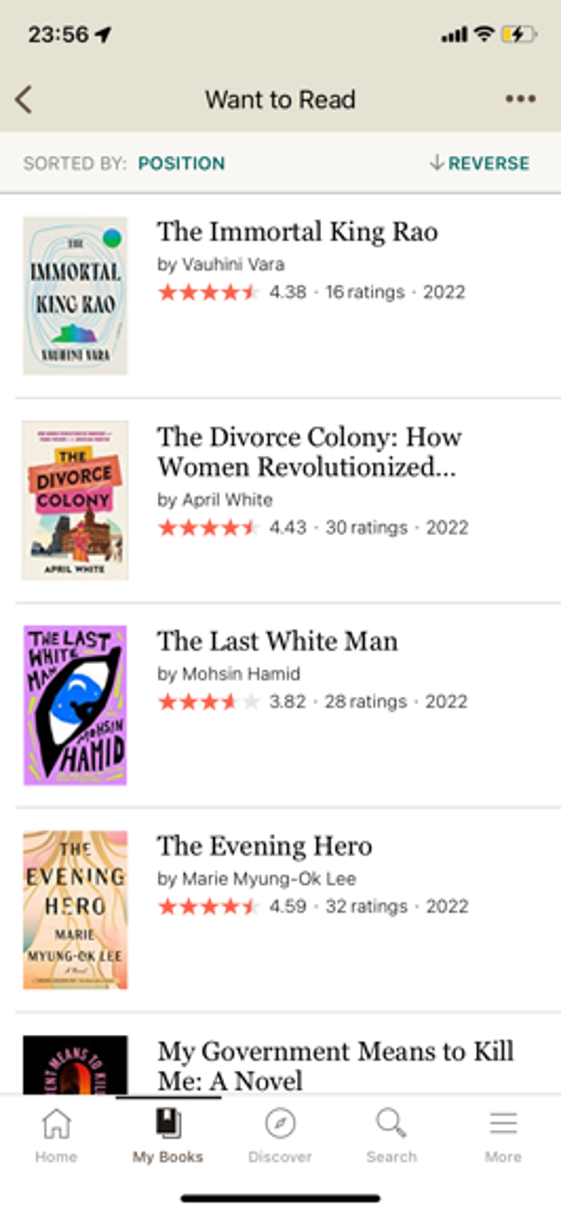 23:56
Want to Read
SORTED BY: POSITION
↓ REVERSE
THE
IMMORTAL
KING RAO
VAUHINI VARA
The Immortal King Rao
by Vauhini Vara
4.38 · 16 ratings · 2022
THE
DIVORCE
COLONY
APRIL WHITE
The Divorce Colony: How
Women Revolutionized...
by April White
4.43 · 30 ratings · 2022
THE LAST
WHITE
MAN
MOHSIN
HAMID
The Last White Man
by Mohsin Hamid
3.82 · 28 ratings · 2022
THE
EVENING
HERO
MARIE
MYUNG-OK LEE
A Novel
The Evening Hero
by Marie Myung-Ok Lee
4.59 · 32 ratings · 2022
MEANS TO
My Government Means to Kill
Me: A Novel
Home
My Books
Discover
Search
More